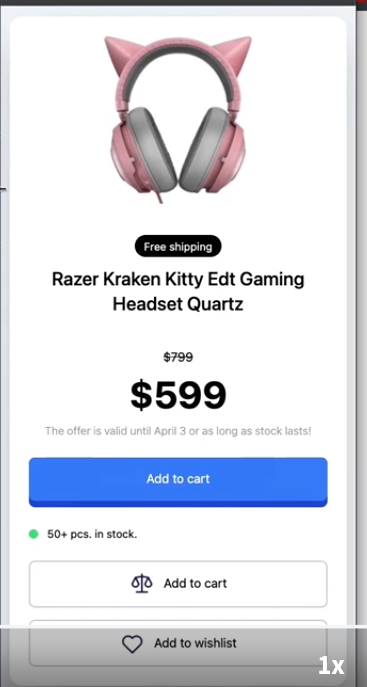 Free shipping
Razer Kraken Kitty Edt Gaming
Headset Quartz
$799
$599
The offer is valid until April 3 or as long as stock lasts!
Add to cart
50+ pcs. in stock.
Add to cart
Add to wishlist
1x